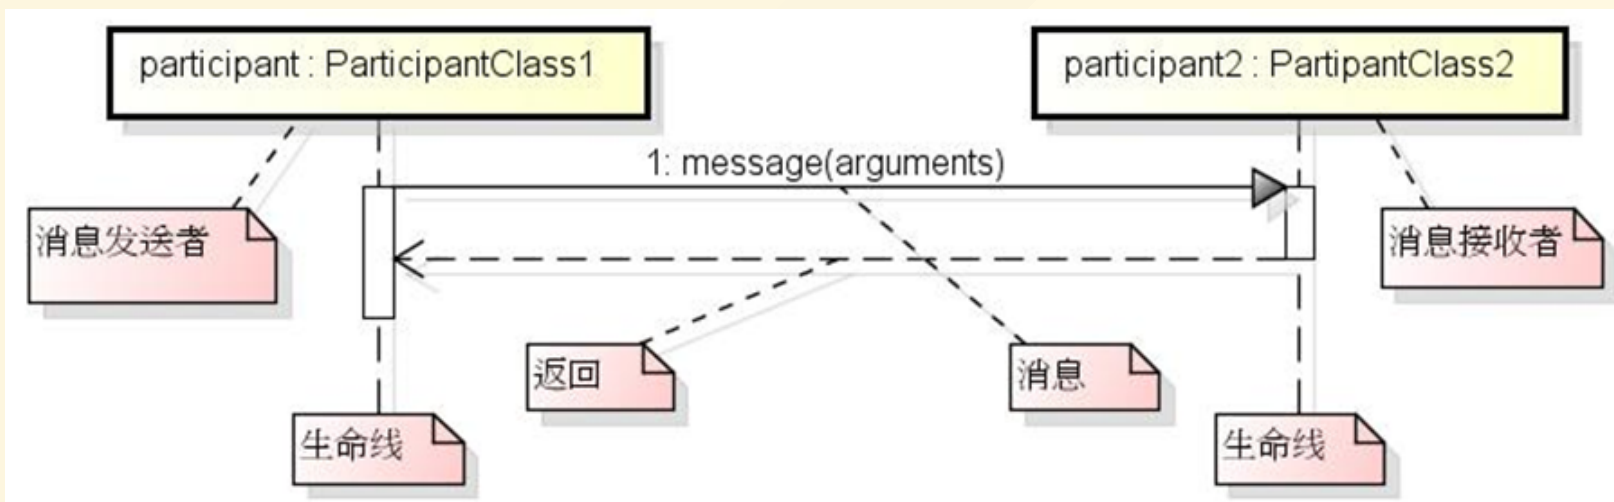 participant : ParticipantClass1
participant2 : PartipantClass2
1: message(arguments)
消息发送者
消息接收者
返回
消息
生命线
生命线